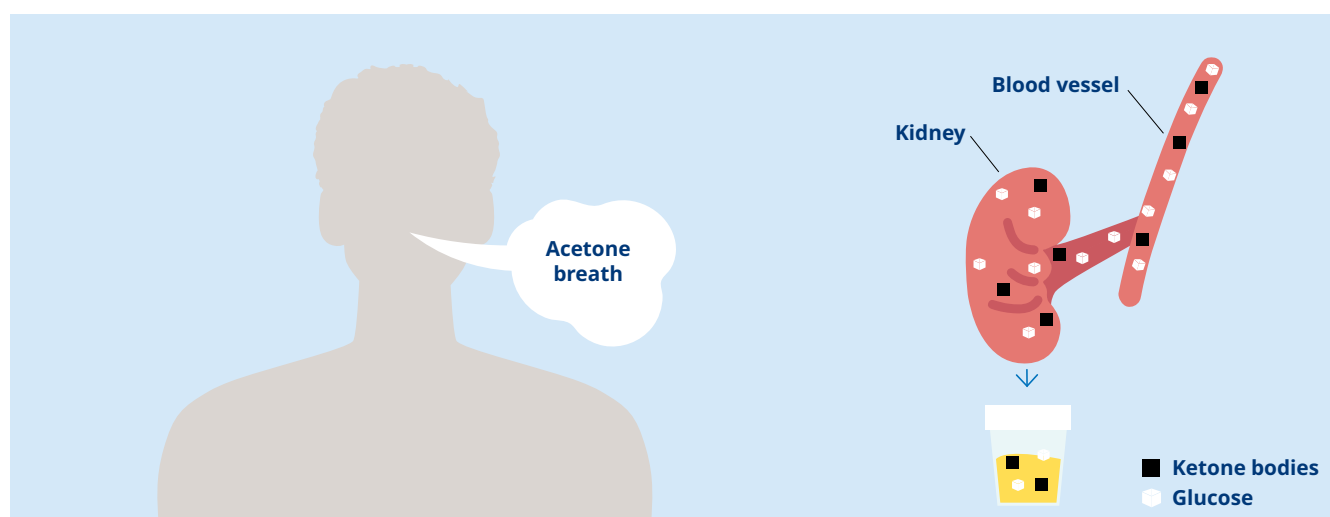 Blood vessel
Kidney
Acetone
breath
Ketone bodies
Glucose